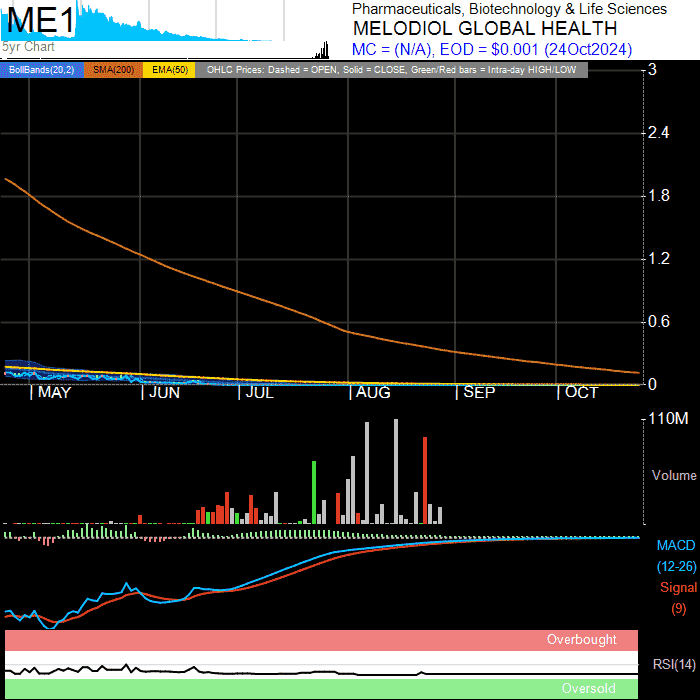 ME1
Pharmaceuticals, Biotechnology & Life Sciences
MELODIOL GLOBAL HEALTH
5yr Chart
MC = (N/A), EOD = $0.001 (24Oct2024)
BollBands(20,2) SMA(200) EMA(50) OHLC Prices: Dashed = OPEN, Solid = CLOSE, Green/Red bars = Intra-day HIGH/LOW
3
2.4
1.8
1.2
0.6
0
MAY JUN JUL AUG SEP OCT
110M
Volume
MACD
(12-26)
Signal
(9)
Overbought
RSI(14)
Oversold